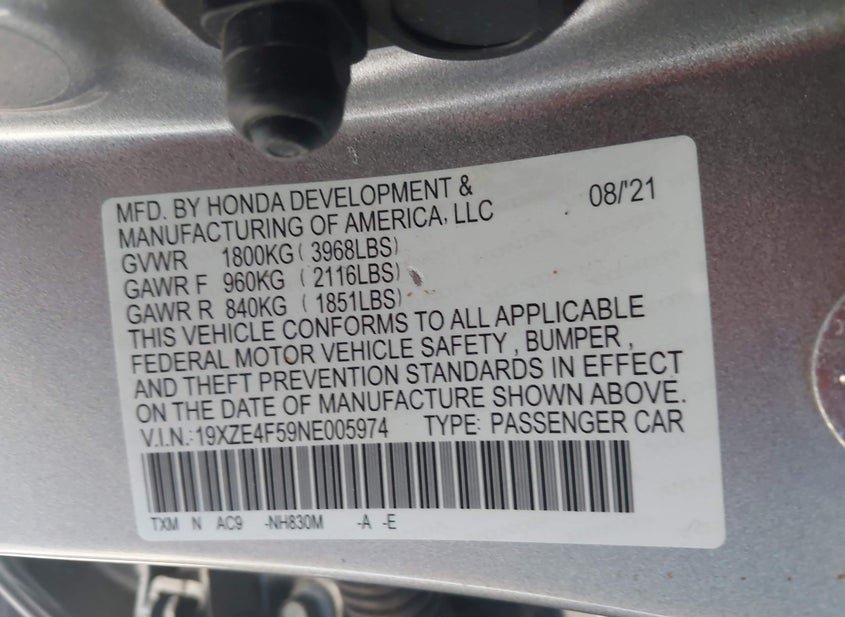 MFD. BY HONDA DEVELOPMENT & 08/'21
MANUFACTURING OF AMERICA, LLC
GVWR 1800KG ( 3968LBS)
GAWR F 960KG ( 2116LBS)
GAWR R 840KG ( 1851LBS)
THIS VEHICLE CONFORMS TO ALL APPLICABLE
FEDERAL MOTOR VEHICLE SAFETY , BUMPER ,
AND THEFT PREVENTION STANDARDS IN EFFECT
ON THE DATE OF MANUFACTURE SHOWN ABOVE.
V.I.N.:19XZE4F59NE005974 TYPE: PASSENGER CAR
TXM N AC9 -NH830M -A -E